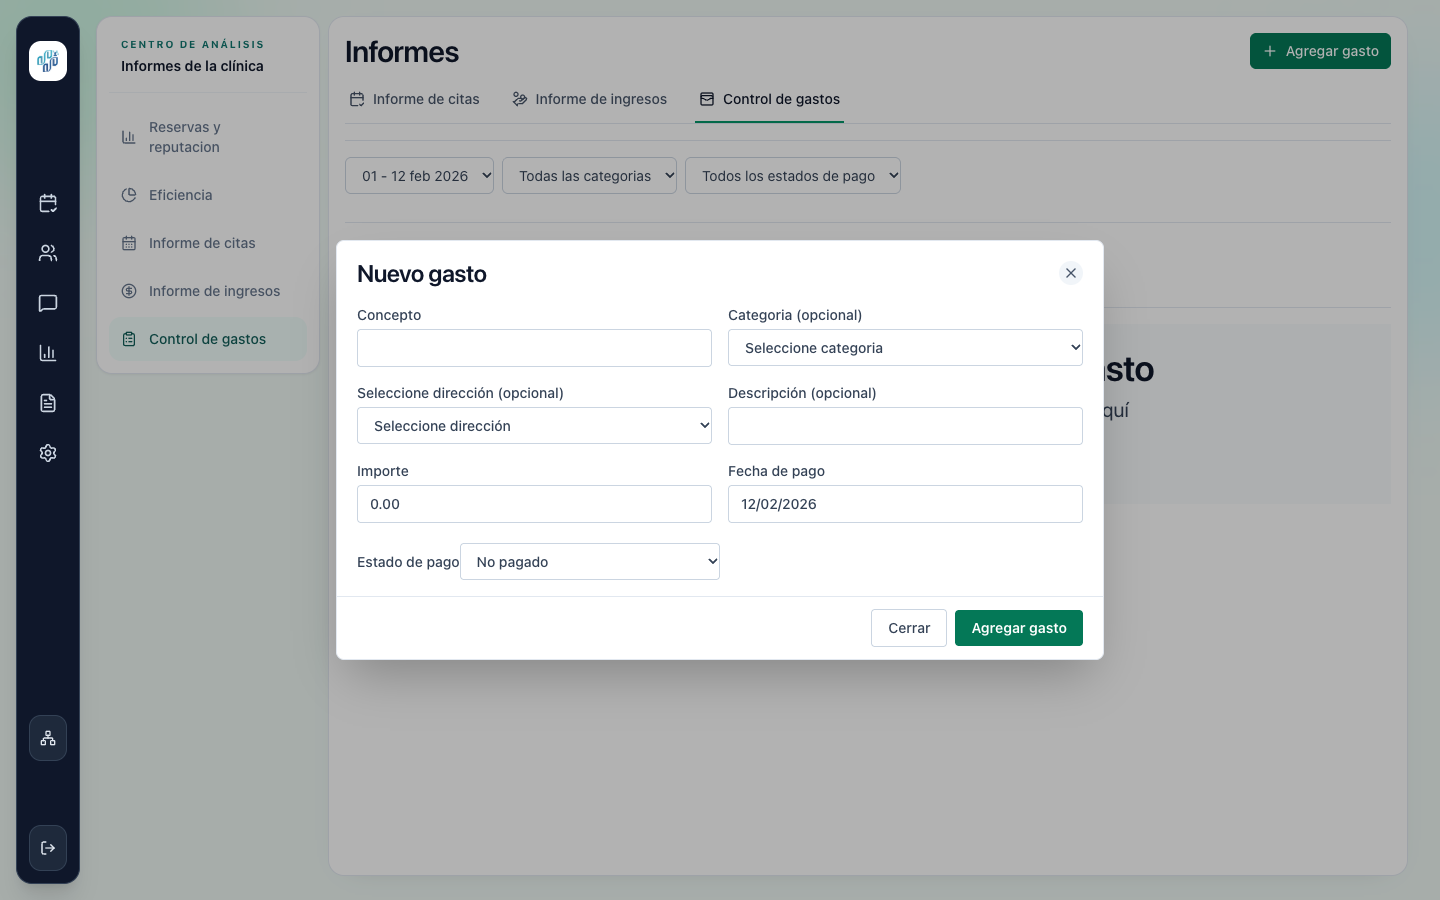 CENTRO DE ANÁLISIS
Informes de la clínica
Reservas y
reputacion
Eficiencia
Informe de citas
Informe de ingresos
Control de gastos
Informes
Agregar gasto
Informe de citas
Informe de ingresos
Control de gastos
01 - 12 feb 2026
Todas las categorias
Todos los estados de pago
Nuevo gasto
Concepto
Categoria (opcional)
Seleccione categoria
Seleccione dirección (opcional)
Descripción (opcional)
Seleccione dirección
Importe
Fecha de pago
0.00
12/02/2026
Estado de pago
No pagado
Cerrar
Agregar gasto